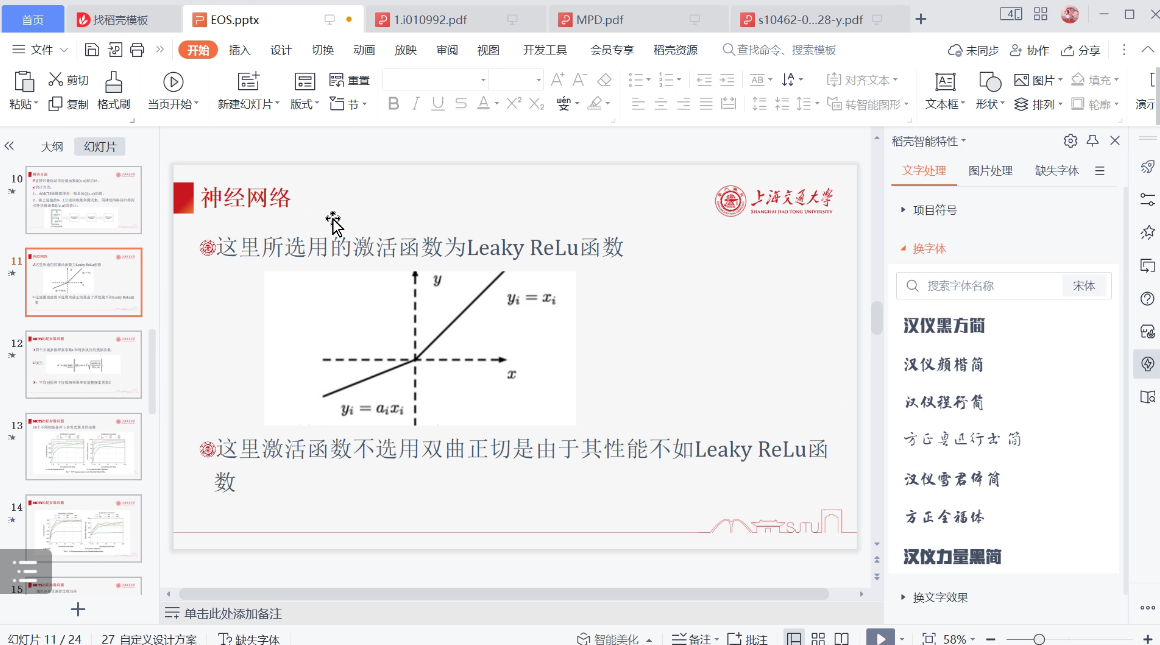 首页
找稻壳模板
EOS.pptx
1.i010992.pdf
MPD.pdf
s10462-0...28-y.pdf
文件
开始
插入
设计
切换
动画
放映
审阅
视图
开发工具
会员专享
稻壳资源
查找命令、搜索模板
未同步
协作
分享
粘贴
剪切
复制
格式刷
当页开始
新建幻灯片
版式
重置
节
B I U S A X² X₂
对齐文本
转智能图形
文本框
形状
图片
排列
填充
轮廓
演示
大纲
幻灯片
10
11
12
13
14
15
神经网络
上海交通大学
SHANGHAI JIAO TONG UNIVERSITY
这里所选用的激活函数为Leaky ReLu函数
y
yᵢ = xᵢ
x
yᵢ = aᵢxᵢ
这里激活函数不选用双曲正切是由于其性能不如Leaky ReLu函
数
SJTU
单击此处添加备注
稻壳智能特性
文字处理
图片处理
缺失字体
项目符号
换字体
搜索字体名称
宋体
汉仪黑方简
汉仪颜楷简
汉仪程行简
汉仪雪君体简
方正全福体
汉仪力量黑简
换文字效果
幻灯片 11 / 24
27 自定义设计方案
缺失字体
智能美化
备注
批注
58%